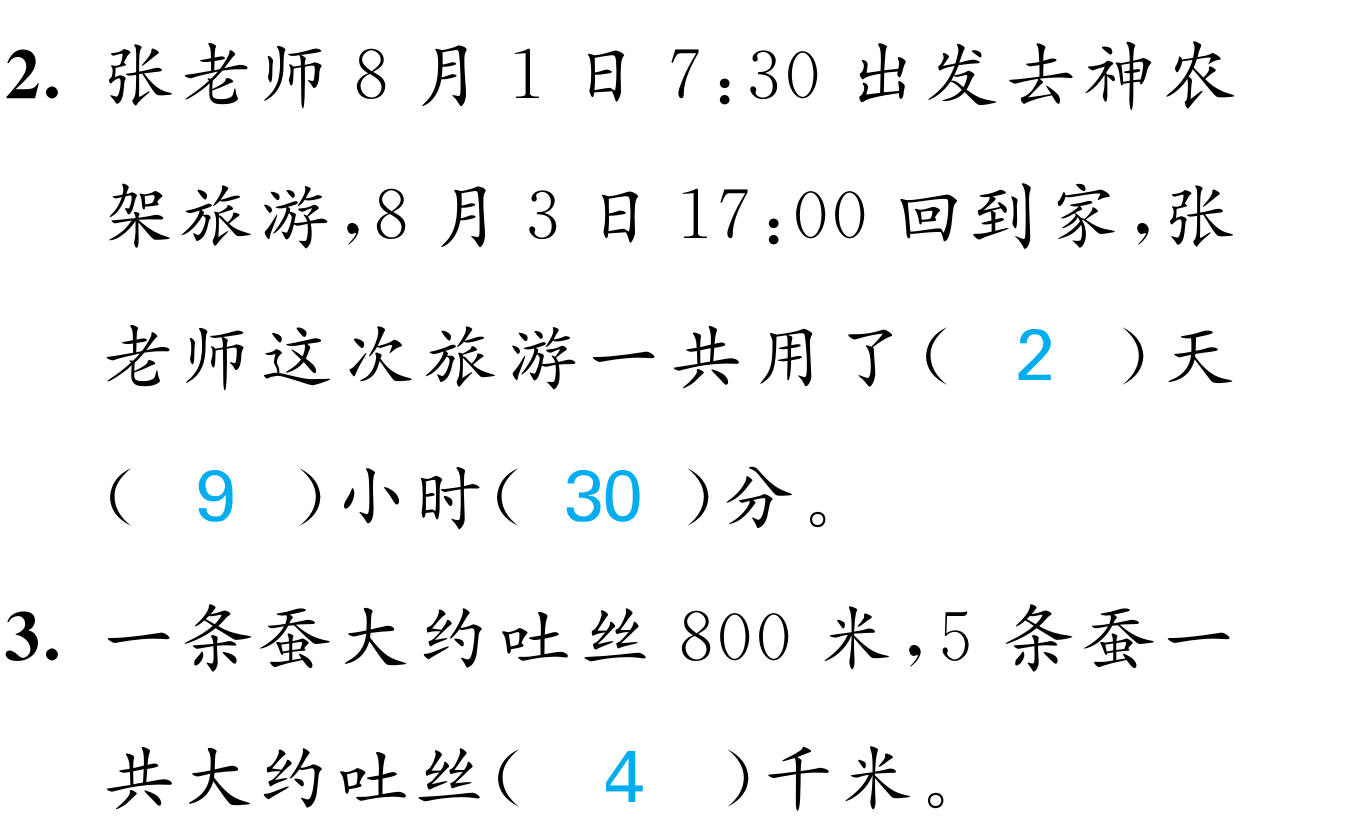 2. 张老师 8 月 1 日 7:30 出发去神农
架旅游,8 月 3 日 17:00 回到家,张
老师这次旅游一共用了( 2 )天
( 9 )小时( 30 )分。
3. 一条蚕大约吐丝 800 米,5 条蚕一
共大约吐丝( 4 )千米。